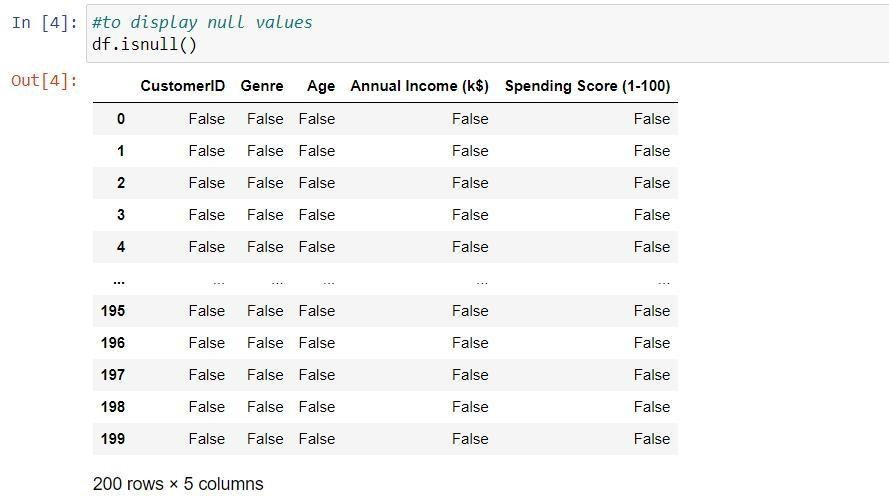 In [4]: #to display null values
df.isnull()
Out[4]:
CustomerID Genre Age Annual Income (k$) Spending Score (1-100)
0 False False False False False
1 False False False False False
2 False False False False False
3 False False False False False
4 False False False False False
... ... ... ... ... ...
195 False False False False False
196 False False False False False
197 False False False False False
198 False False False False False
199 False False False False False
200 rows × 5 columns